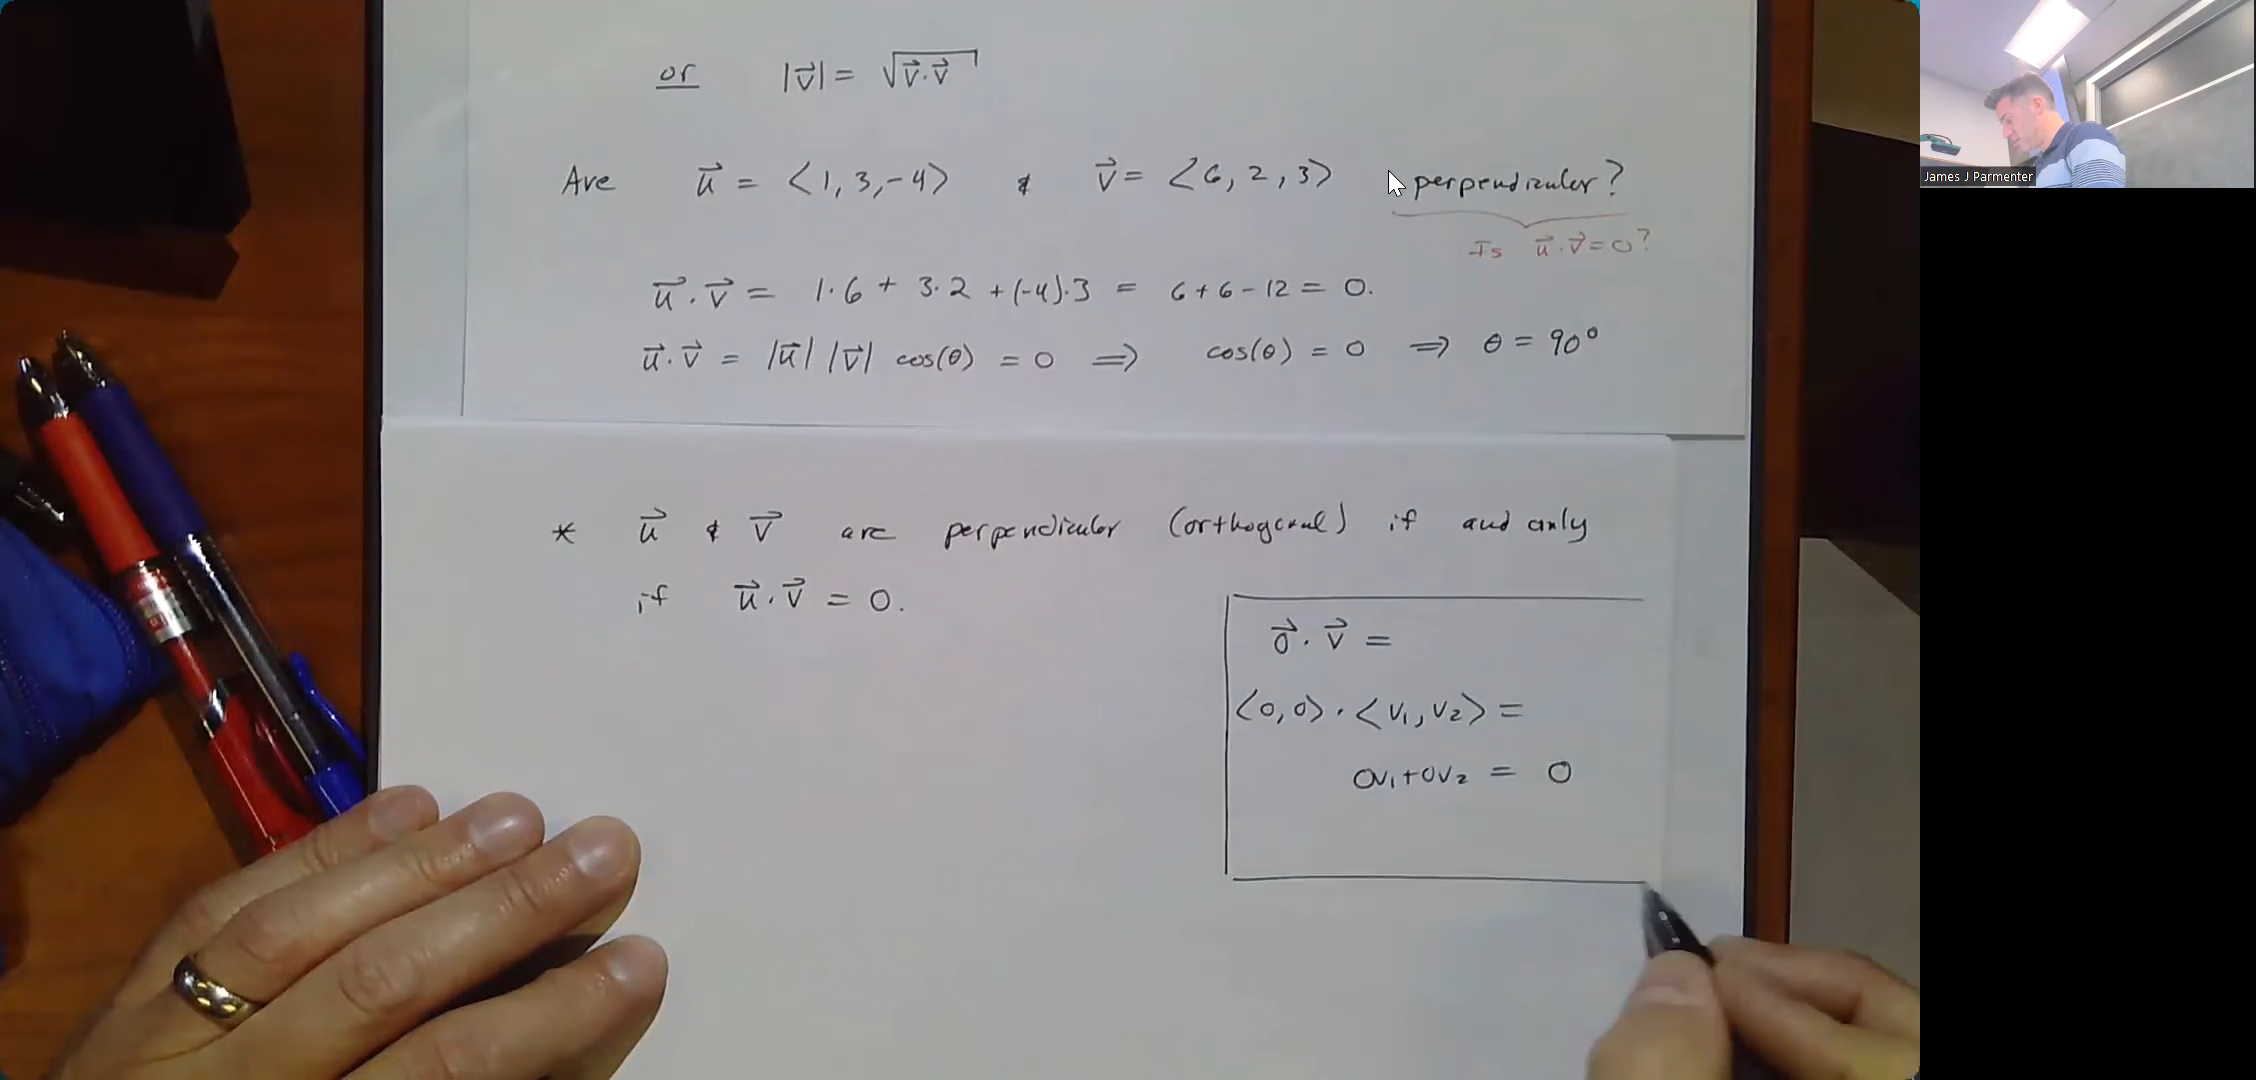 or |v⃗| = √v⃗·v⃗
Are u⃗ = ⟨1, 3, -4⟩ & v⃗ = ⟨6, 2, 3⟩ perpendicular?
Is u⃗·v⃗ = 0?
u⃗·v⃗ = 1·6 + 3·2 + (-4)·3 = 6 + 6 - 12 = 0.
u⃗·v⃗ = |u⃗| |v⃗| cos(θ) = 0 ⟹ cos(θ) = 0 ⟹ θ = 90°
* u⃗ & v⃗ are perpendicular (orthogonal) if and only
if u⃗·v⃗ = 0.
0⃗·v⃗ =
⟨0, 0⟩·⟨v₁, v₂⟩ =
0v₁ + 0v₂ = 0
James J Parmenter